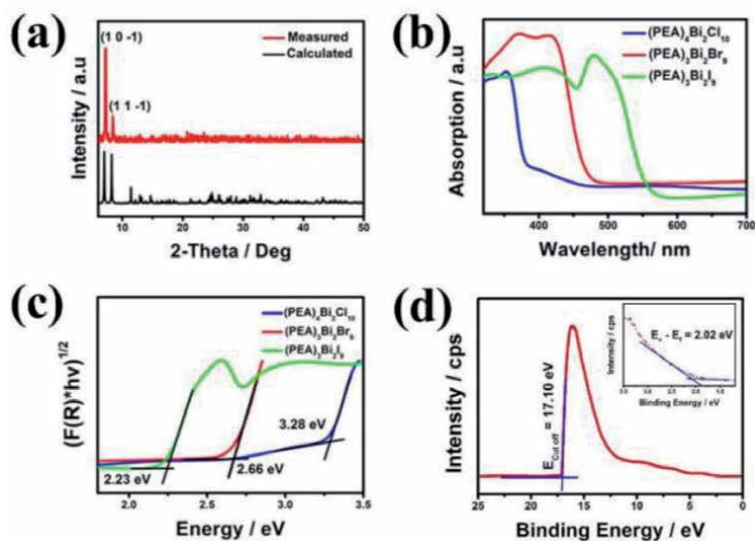 (a)
(1 0 -1)
(1 1 -1)
Measured
Calculated
Intensity / a.u
10 20 30 40 50
2-Theta / Deg
(b)
(PEA)₄Bi₂Cl₁₀
(PEA)₃Bi₂Br₉
(PEA)₃Bi₂I₉
Absorption / a.u
400 500 600 700
Wavelength/ nm
(c)
(PEA)₄Bi₂Cl₁₀
(PEA)₃Bi₂Br₉
(PEA)₃Bi₂I₉
(F(R)*hv)^1/2
3.28 eV
2.66 eV
2.23 eV
2.0 2.5 3.0 3.5
Energy / eV
(d)
Intensity / cps
E_Cut off = 17.10 eV
Intensity / cps
= 2.02 eV
Binding Energy / eV
25 20 15 10 5 0
Binding Energy / eV